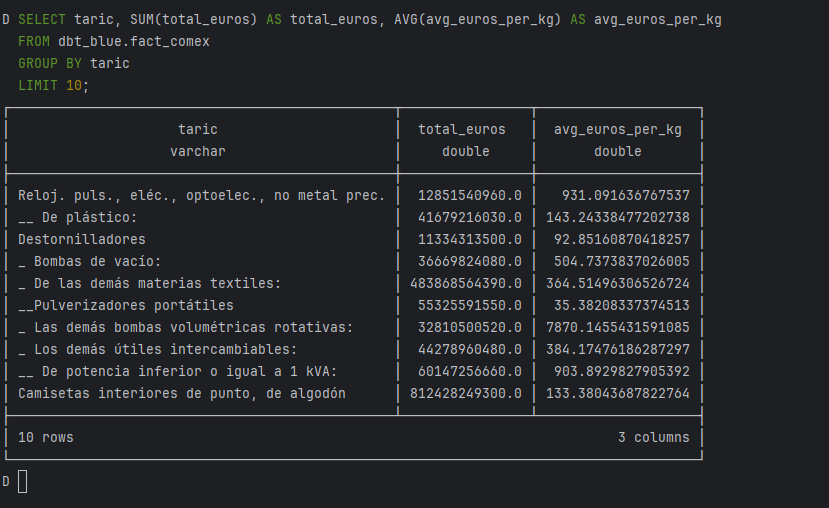 D SELECT taric, SUM(total_euros) AS total_euros, AVG(avg_euros_per_kg) AS avg_euros_per_kg
FROM dbt_blue.fact_comex
GROUP BY taric
LIMIT 10;
taric total_euros avg_euros_per_kg
varchar double double
Reloj. puls., eléc., optoelec., no metal prec. 12851540960.0 931.091636767537
__ De plástico: 41679216030.0 143.24338477202738
Destornilladores 11334313500.0 92.85160870418257
_ Bombas de vacío: 36669824080.0 504.7373837026005
_ De las demás materias textiles: 483868564390.0 364.51496306526724
__Pulverizadores portátiles 55325591550.0 35.38208337374513
_ Las demás bombas volumétricas rotativas: 32810500520.0 7870.1455431591085
_ Los demás útiles intercambiables: 44278960480.0 384.17476186287297
__ De potencia inferior o igual a 1 kVA: 60147256660.0 903.8929827905392
Camisetas interiores de punto, de algodón 812428249300.0 133.38043687822764
10 rows 3 columns
D